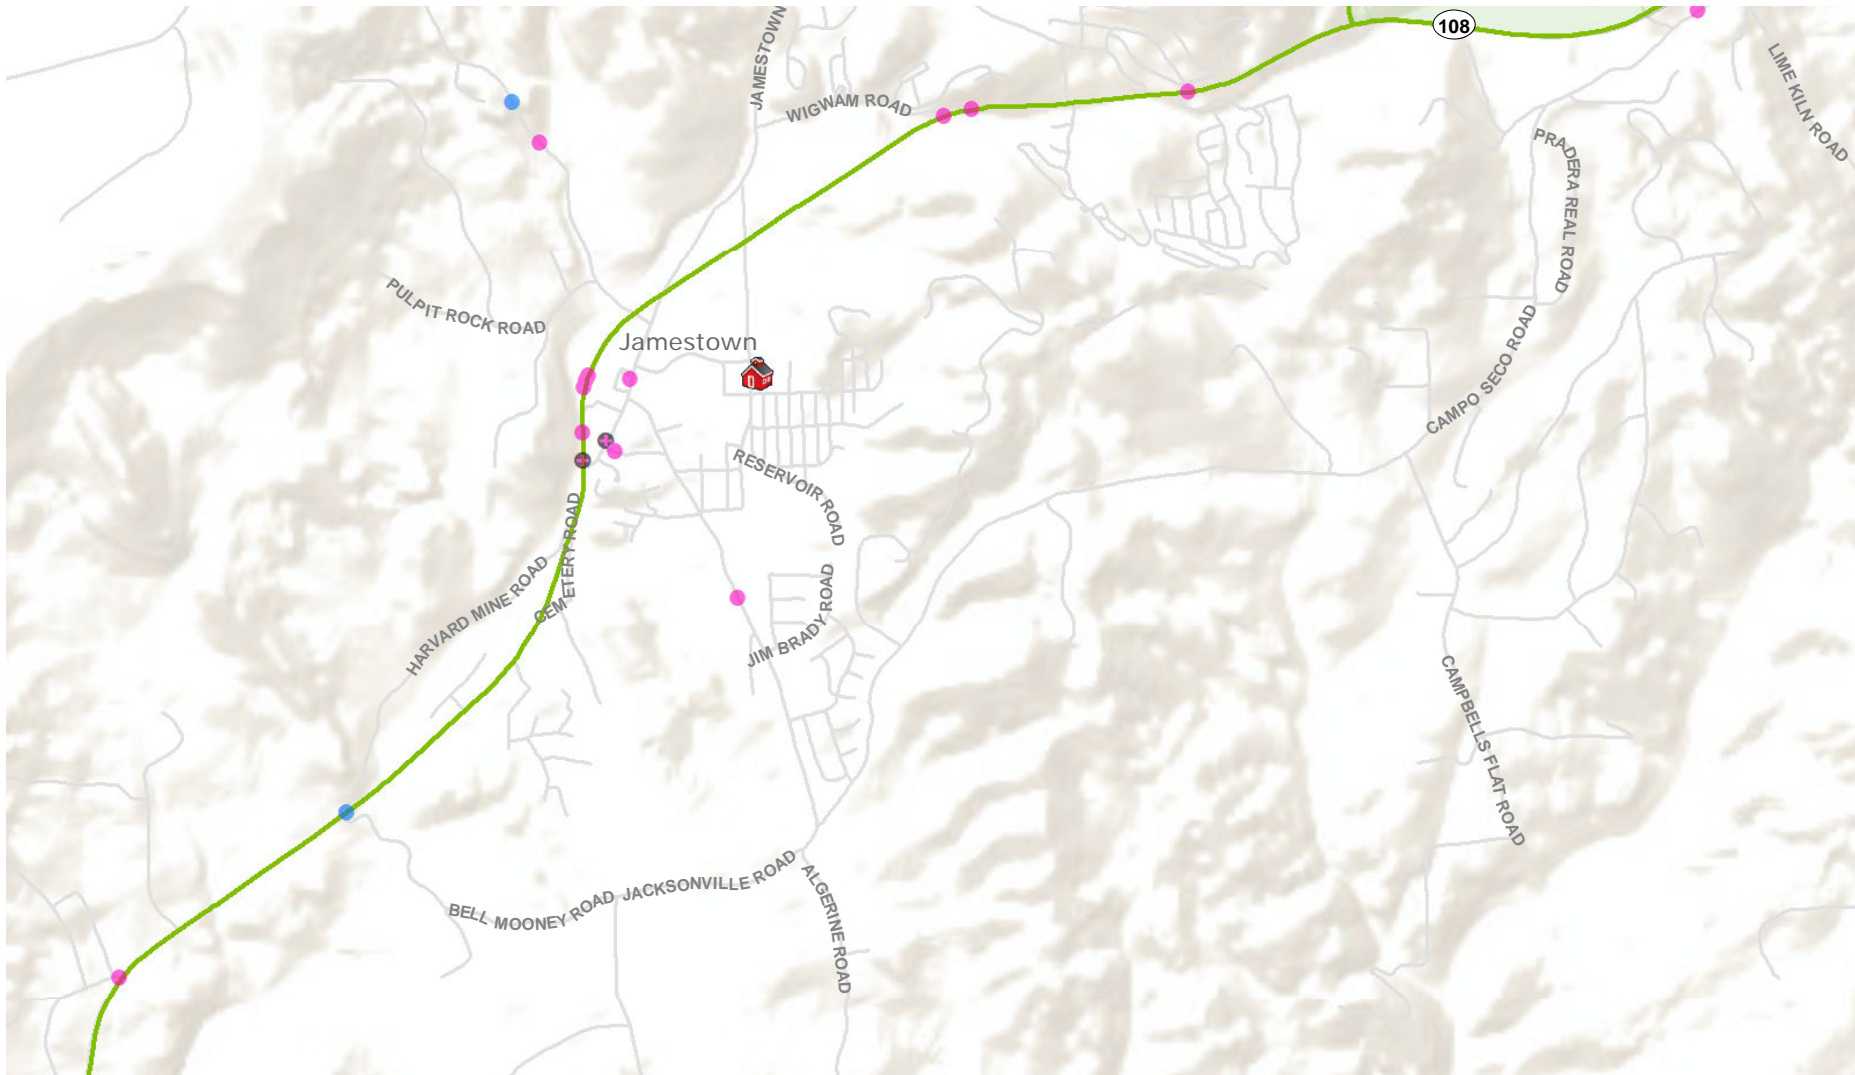 108
JAMESTOWN
LIME KILN ROAD
WIGWAM ROAD
PRADERA REAL ROAD
PULPIT ROCK ROAD
Jamestown
CAMPO SECO ROAD
RESERVOIR ROAD
CEMETERY ROAD
HARVARD MINE ROAD
JIM BRADY ROAD
CAMPBELLS FLAT ROAD
BELL MOONEY ROAD
JACKSONVILLE ROAD
ALGERINE ROAD